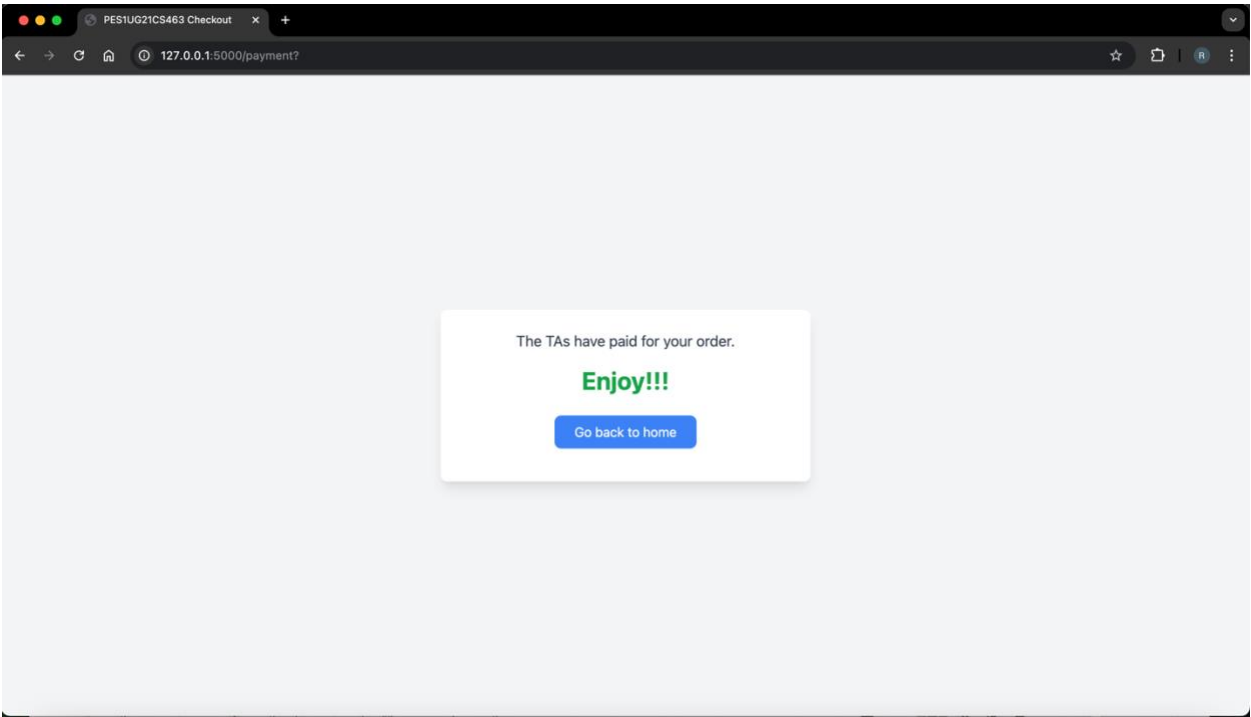 PES1UG21CS463 Checkout
127.0.0.1:5000/payment?
R
The TAs have paid for your order.
Enjoy!!!
Go back to home